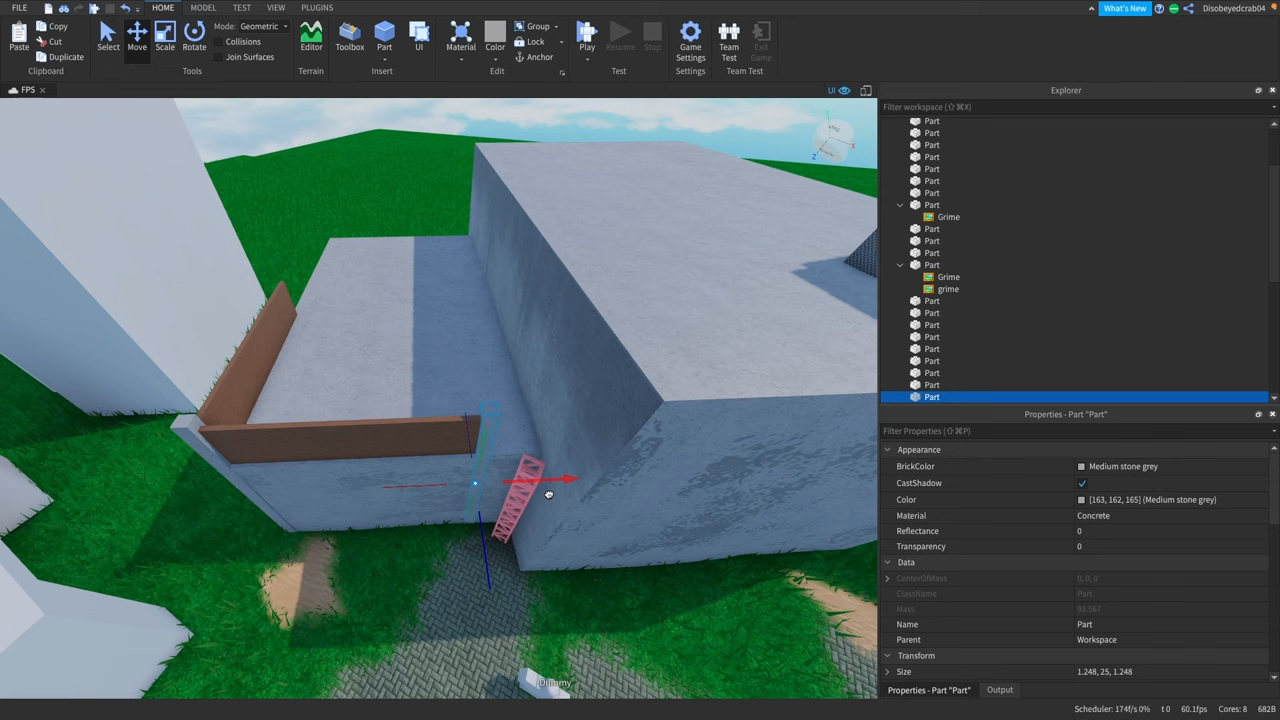 FILE HOME MODEL TEST VIEW PLUGINS What's New Disobeyedcrab04
Paste Copy Cut Duplicate Select Move Scale Rotate Mode: Geometric Collisions Join Surfaces Editor Toolbox Part UI Material Color Group Lock Anchor Play Resume Stop Game Settings Team Test Exit Game
Clipboard Tools Terrain Insert Edit Test Settings Team Test
FPS UI Explorer
Filter workspace (⇧⌘X)
Part
Part
Part
Part
Part
Part
Part
Part
Grime
Part
Part
Part
Part
Grime
grime
Part
Part
Part
Part
Part
Part
Part
Part
Part
Properties - Part "Part"
Filter Properties (⇧⌘P)
Appearance
BrickColor Medium stone grey
CastShadow
Color [163, 162, 165] (Medium stone grey)
Material Concrete
Reflectance 0
Transparency 0
Data
CenterOfMass 0, 0, 0
ClassName Part
Mass 93.567
Name Part
Parent Workspace
Transform
Size 1.248, 25, 1.248
Dummy
Properties - Part "Part" Output
Scheduler: 174f/s 0% t 0 60.1fps Cores: 8 682B